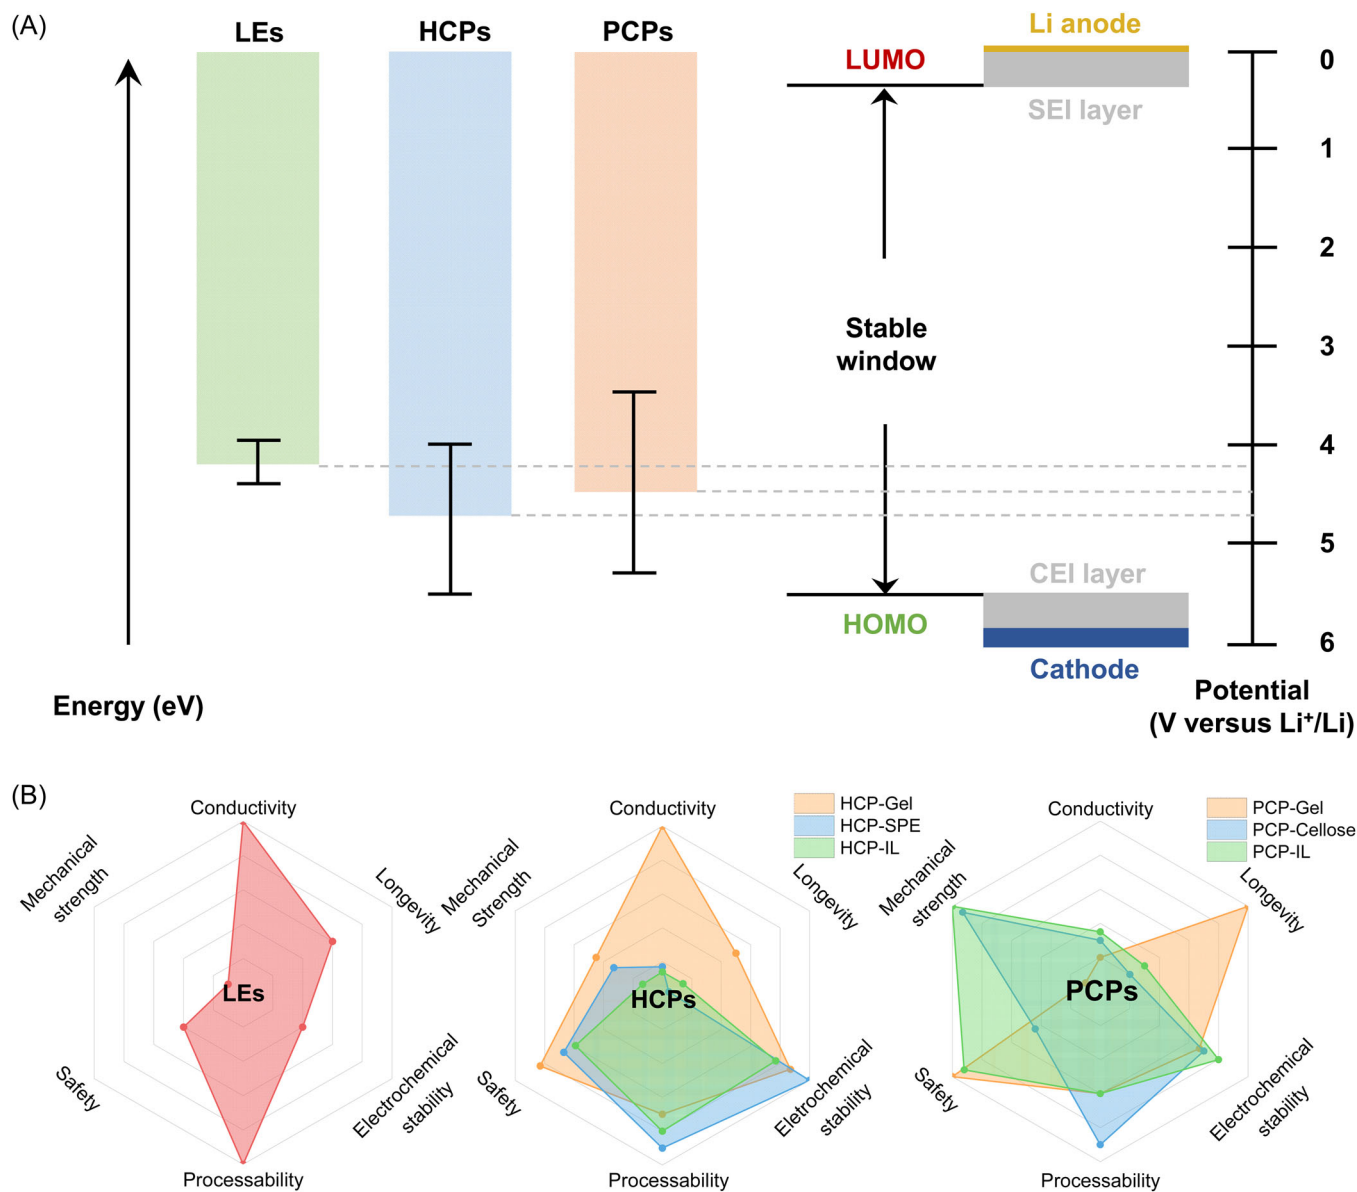 (A)
LEs
HCPs
PCPs
Li anode
LUMO
SEI layer
0
1
2
3
4
5
6
Stable
window
CEI layer
HOMO
Cathode
Energy (eV)
Potential
(V versus Li⁺/Li)
(B)
Conductivity
Mechanical
strength
Longevity
LEs
Safety
Electrochemical
stability
Processability
HCP-Gel
HCP-SPE
HCP-IL
Conductivity
Mechanical
Strength
Longevity
HCPs
Safety
Eletrochemical
stability
Processability
PCP-Gel
PCP-Cellose
PCP-IL
Conductivity
Mechanical
strength
Longevity
PCPs
Safety
Electrochemical
stability
Processability